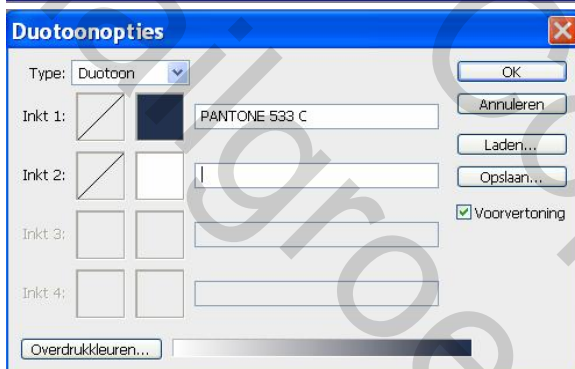 Duotoonopties
Type: Duotoon
OK
Inkt 1: PANTONE 533 C
Annuleren
Laden...
Inkt 2:
Opslaan...
Voorvertoning
Inkt 3:
Inkt 4:
Overdrukkleuren...